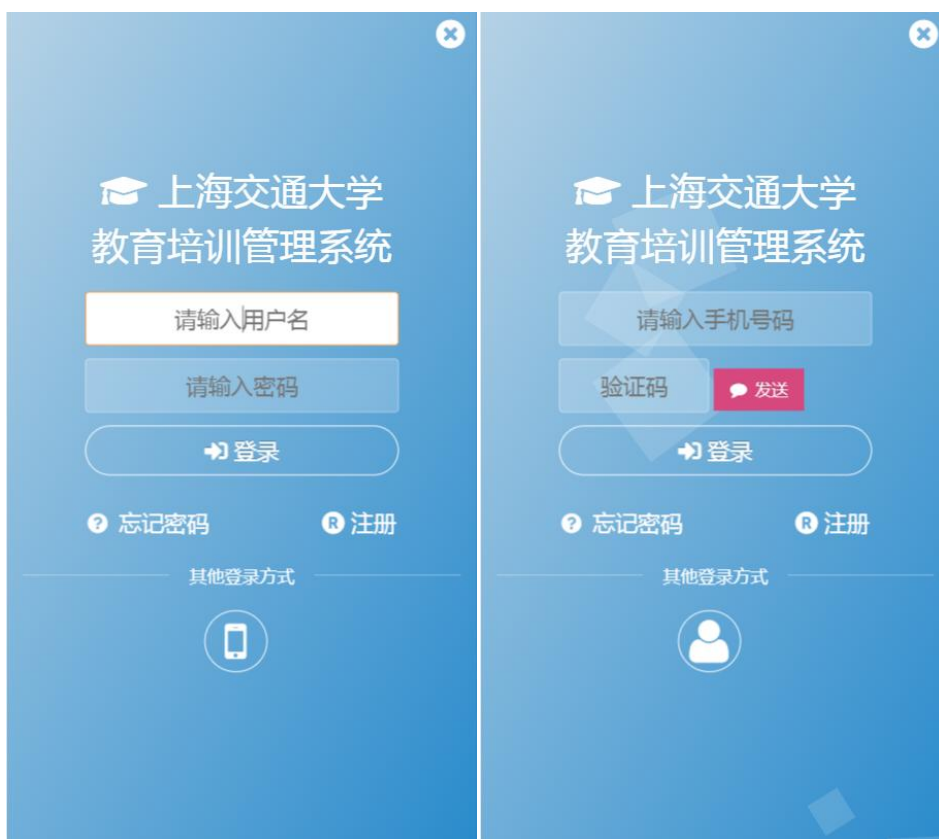 上海交通大学
教育培训管理系统
请输入用户名
请输入密码
登录
忘记密码
R 注册
其他登录方式
上海交通大学
教育培训管理系统
请输入手机号码
验证码
发送
登录
忘记密码
R 注册
其他登录方式